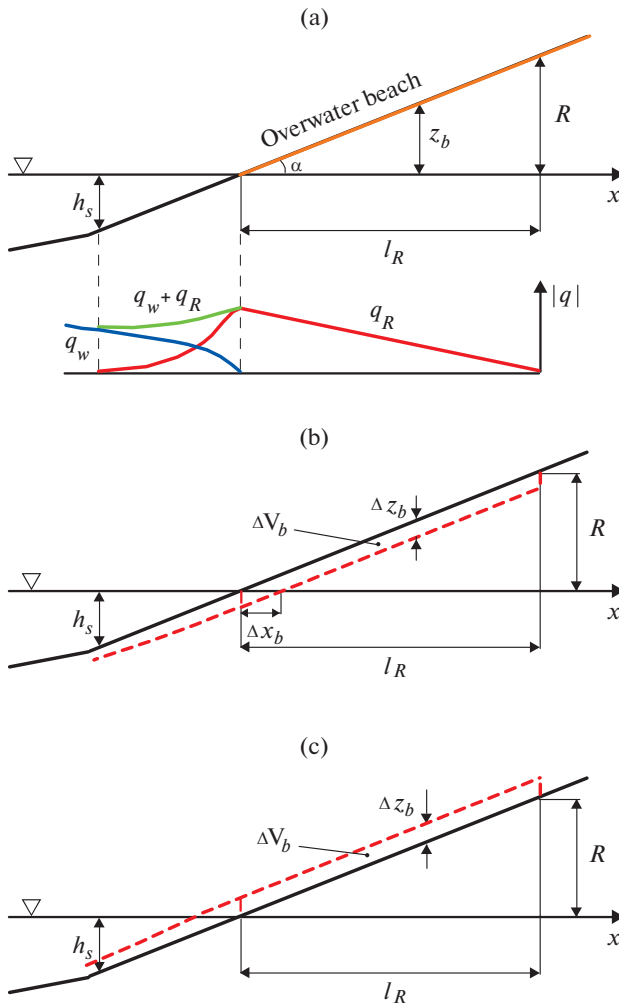 (a)
Overwater beach
α
z_b
R
x
h_s
l_R
q_w + q_R
q_w
q_R
|q|
(b)
Δz_b
ΔV_b
R
x
h_s
Δx_b
l_R
(c)
Δz_b
ΔV_b
R
x
h_s
l_R